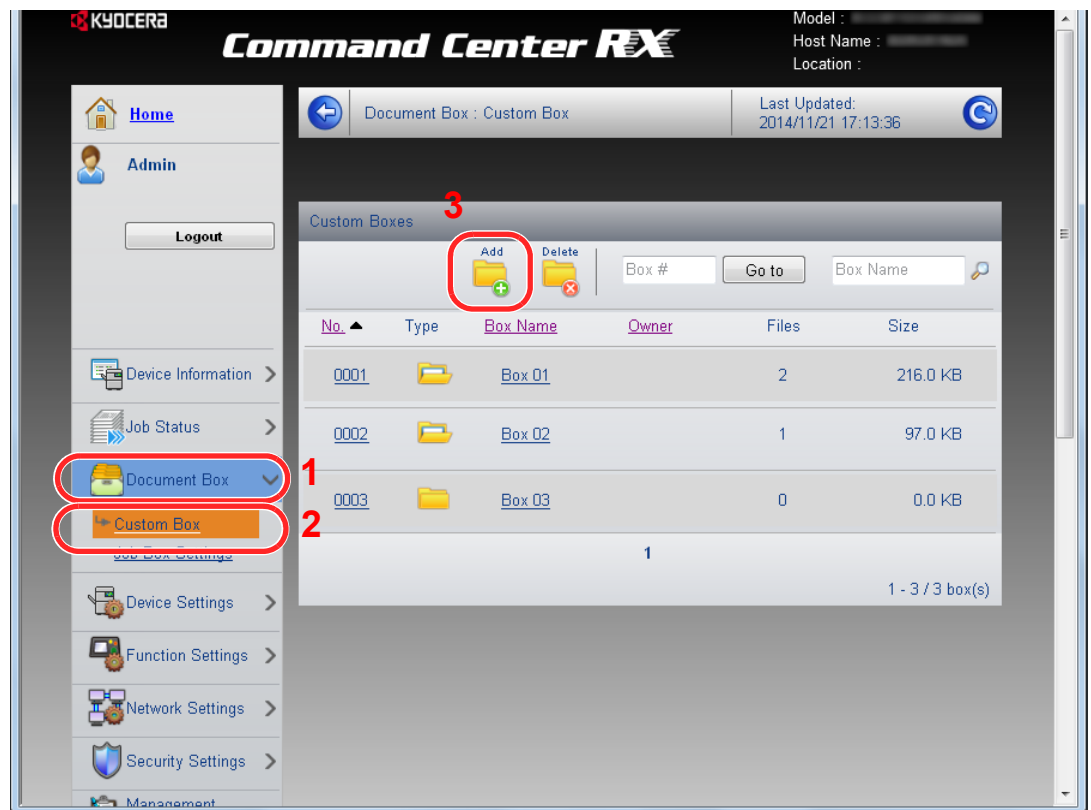 KYOCERA
Command Center RX
Model :
Host Name :
Location :
Home
Admin
Logout
Device Information
Job Status
Document Box
1
Custom Box
2
Job Box Settings
Device Settings
Function Settings
Network Settings
Security Settings
Management
Document Box : Custom Box
Last Updated:
2014/11/21 17:13:36
Custom Boxes
3
Add Delete
Box # Go to Box Name
No. Type Box Name Owner Files Size
0001 Box 01 2 216.0 KB
0002 Box 02 1 97.0 KB
0003 Box 03 0 0.0 KB
1
1 - 3 / 3 box(s)